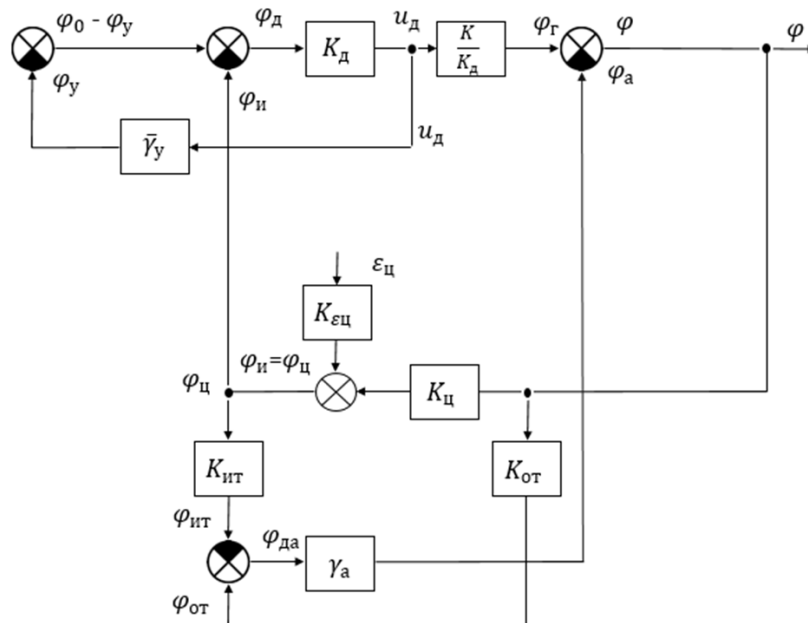 φ₀ - φᵧ φд uд φг φ φ
Kд K/Kд
φу φи φа
γ̄у uд
εц
Kεц
φи=φц
φц Kц
Kит Kот
φит
φда
γа
φот